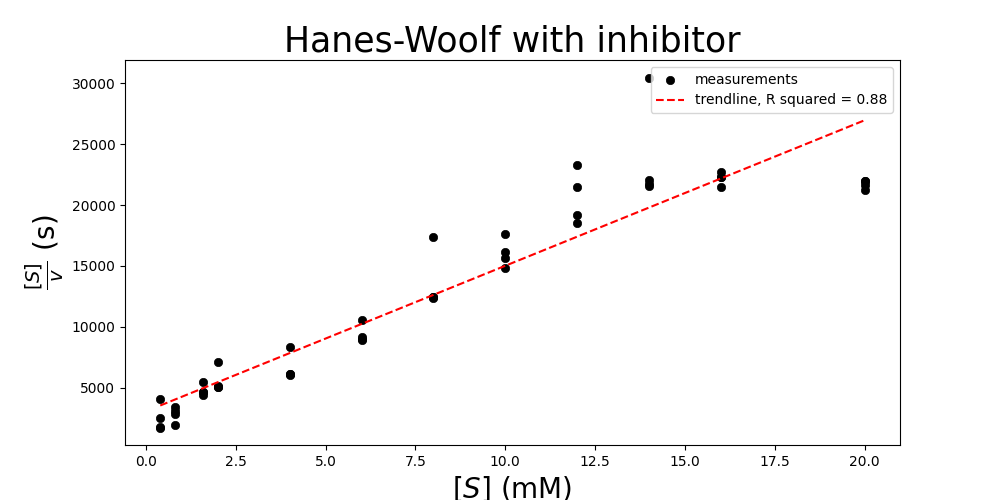 Hanes-Woolf with inhibitor
measurements
trendline, R squared = 0.88
30000
25000
20000
15000
10000
5000
[S]/v (s)
0.0 2.5 5.0 7.5 10.0 12.5 15.0 17.5 20.0
[S] (mM)